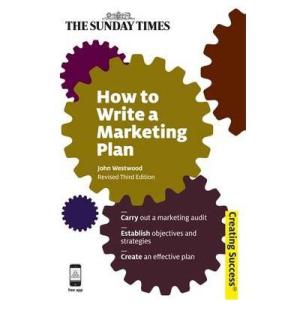 THE SUNDAY TIMES
How to
Write a
Marketing
Plan
John Westwood
Revised Third Edition
Carry out a marketing audit
Establish objectives and
strategies
Create an effective plan
Creating Success®
free app